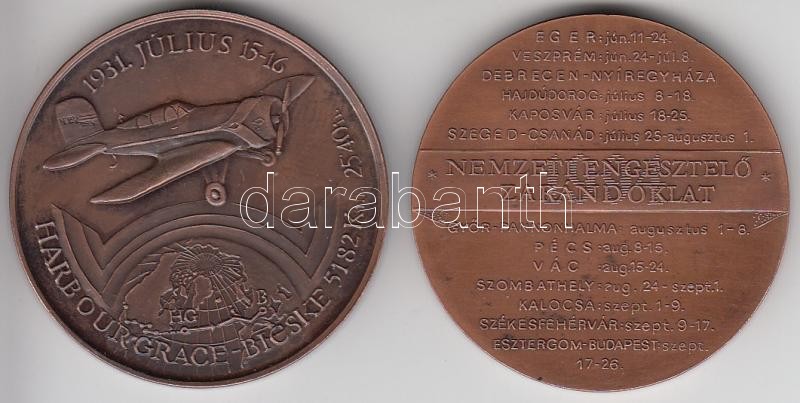 1931. JÚLIUS 15-16
25.40h.
HARBOUR GRACE-BICSKE 5182 KM
HG B
EGER: jún. 11-24.
VESZPRÉM: jún. 24-júl. 8.
DEBRECEN-NYÍREGYHÁZA
HAJDÚDOROG: július 8-18.
KAPOSVÁR: július 18-25.
SZEGED-CSANÁD: július 25-augusztus 1.
* NEMZETI ENGESZTELŐ *
ZARÁNDOKLAT
GYŐR-PANNONHALMA: augusztus 1-8.
PÉCS: aug. 8-15.
VÁC: aug. 15-24.
SZOMBATHELY: aug. 24-szept. 1.
KALOCSA: szept. 1-9.
SZÉKESFEHÉRVÁR: szept. 9-17.
ESZTERGOM-BUDAPEST: szept.
17-26.
darabanth